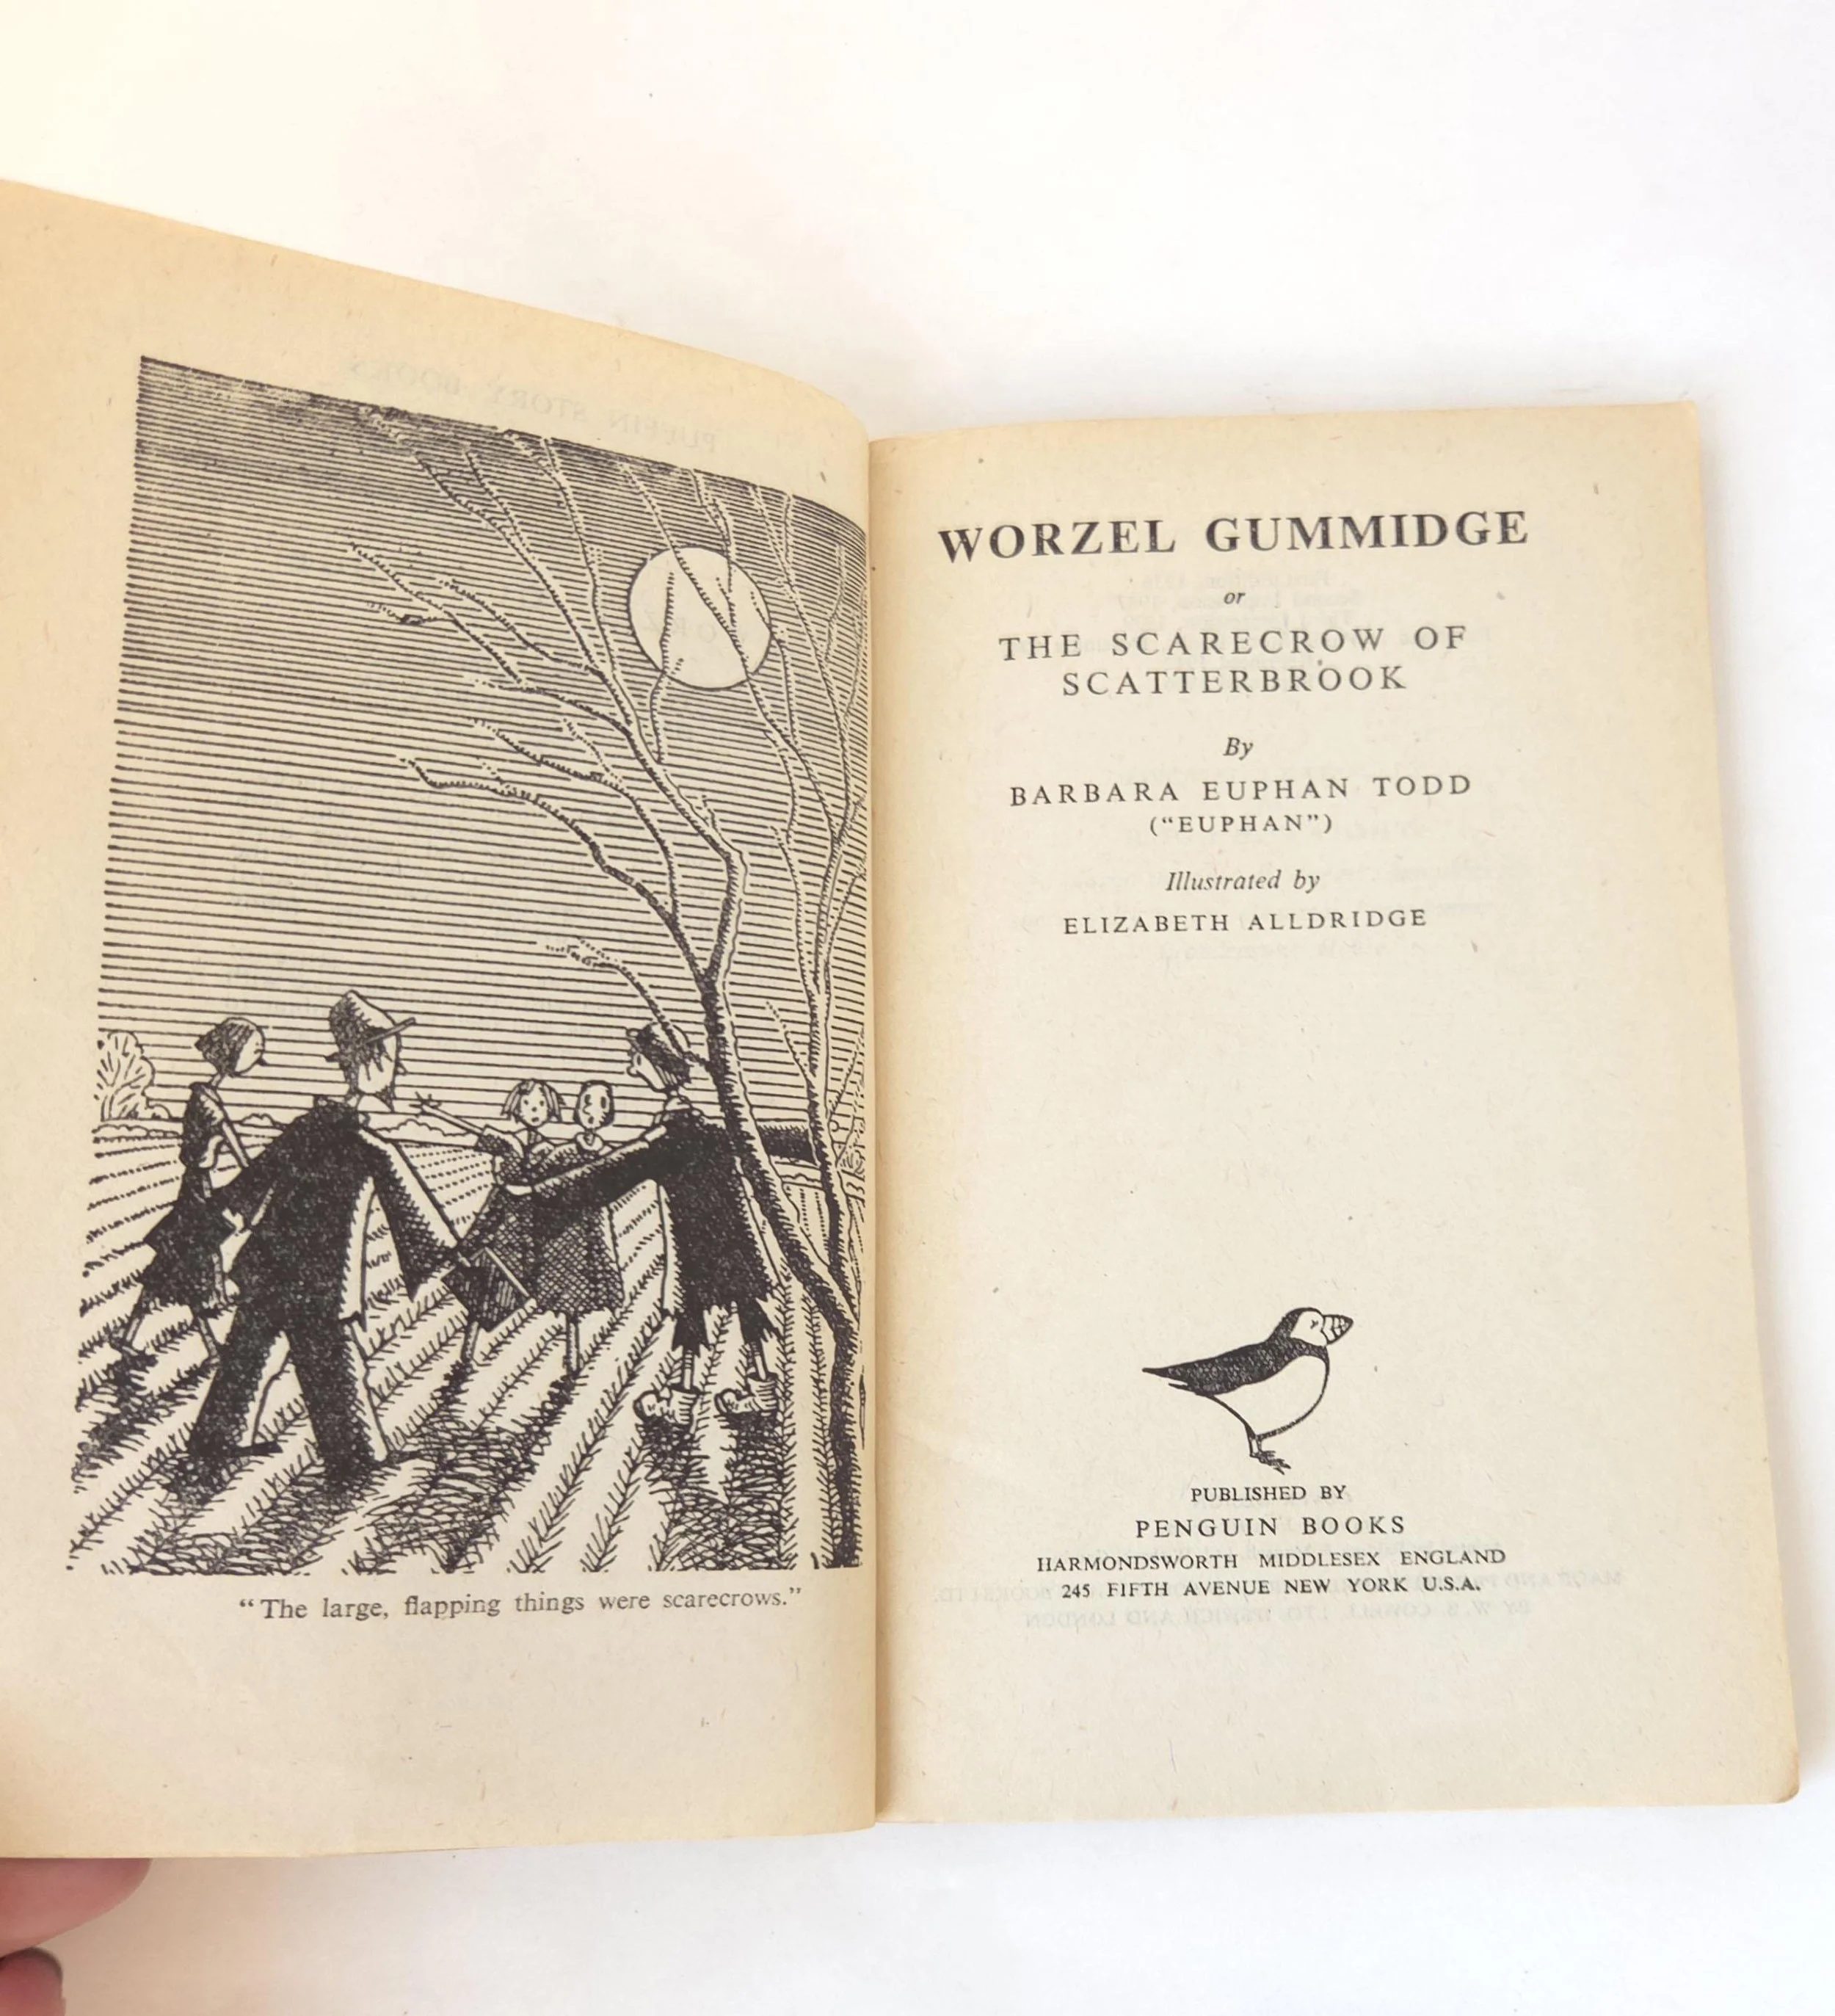 "The large, flapping things were scarecrows."
WORZEL GUMMIDGE
or
THE SCARECROW OF
SCATTERBROOK
By
BARBARA EUPHAN TODD
("EUPHAN")
Illustrated by
ELIZABETH ALLDRIDGE
PUBLISHED BY
PENGUIN BOOKS
HARMONDSWORTH MIDDLESEX ENGLAND
245 FIFTH AVENUE NEW YORK U.S.A.